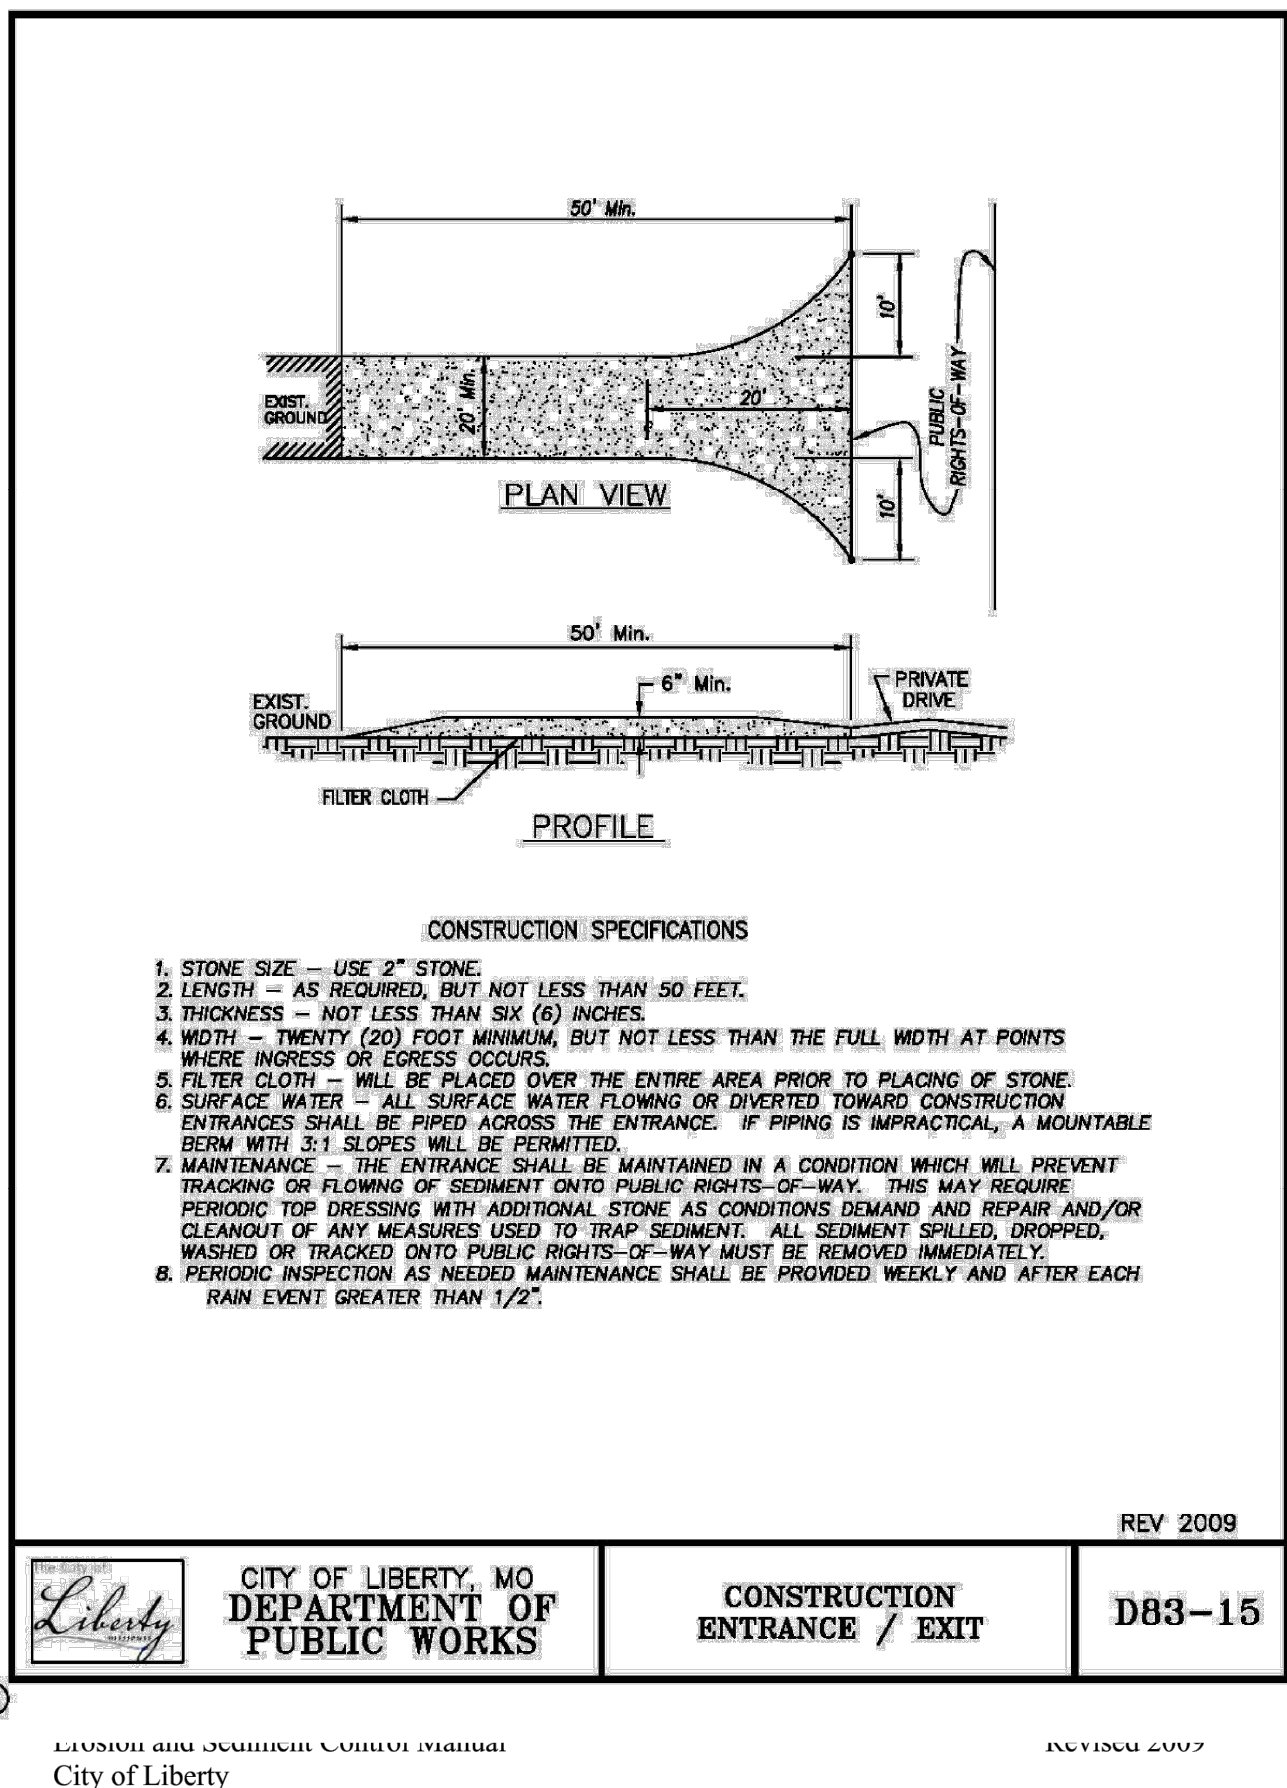 50' Min.
10'
EXIST.
GROUND
20' Min.
20'
PUBLIC
RIGHTS-OF-WAY
10'
PLAN VIEW
50' Min.
6" Min.
PRIVATE
DRIVE
EXIST.
GROUND
FILTER CLOTH
PROFILE
CONSTRUCTION SPECIFICATIONS
1. STONE SIZE – USE 2" STONE.
2. LENGTH – AS REQUIRED, BUT NOT LESS THAN 50 FEET.
3. THICKNESS – NOT LESS THAN SIX (6) INCHES.
4. WIDTH – TWENTY (20) FOOT MINIMUM, BUT NOT LESS THAN THE FULL WIDTH AT POINTS
WHERE INGRESS OR EGRESS OCCURS.
5. FILTER CLOTH – WILL BE PLACED OVER THE ENTIRE AREA PRIOR TO PLACING OF STONE.
6. SURFACE WATER – ALL SURFACE WATER FLOWING OR DIVERTED TOWARD CONSTRUCTION
ENTRANCES SHALL BE PIPED ACROSS THE ENTRANCE. IF PIPING IS IMPRACTICAL, A MOUNTABLE
BERM WITH 3:1 SLOPES WILL BE PERMITTED.
7. MAINTENANCE – THE ENTRANCE SHALL BE MAINTAINED IN A CONDITION WHICH WILL PREVENT
TRACKING OR FLOWING OF SEDIMENT ONTO PUBLIC RIGHTS-OF-WAY. THIS MAY REQUIRE
PERIODIC TOP DRESSING WITH ADDITIONAL STONE AS CONDITIONS DEMAND AND REPAIR AND/OR
CLEANOUT OF ANY MEASURES USED TO TRAP SEDIMENT. ALL SEDIMENT SPILLED, DROPPED,
WASHED OR TRACKED ONTO PUBLIC RIGHTS-OF-WAY MUST BE REMOVED IMMEDIATELY.
8. PERIODIC INSPECTION AS NEEDED MAINTENANCE SHALL BE PROVIDED WEEKLY AND AFTER EACH
RAIN EVENT GREATER THAN 1/2".
REV 2009
The City of
Liberty
MISSOURI
CITY OF LIBERTY, MO
DEPARTMENT OF
PUBLIC WORKS
CONSTRUCTION
ENTRANCE / EXIT
D83-15
Erosion and Sediment Control Manual
Revised 2009
City of Liberty